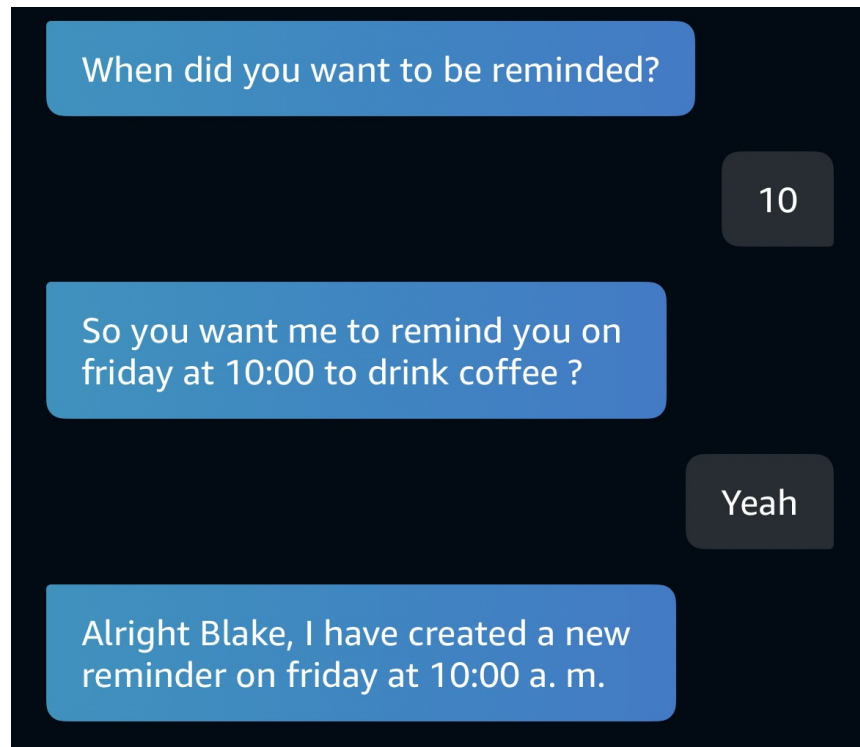 When did you want to be reminded?
10
So you want me to remind you on
friday at 10:00 to drink coffee ?
Yeah
Alright Blake, I have created a new
reminder on friday at 10:00 a. m.